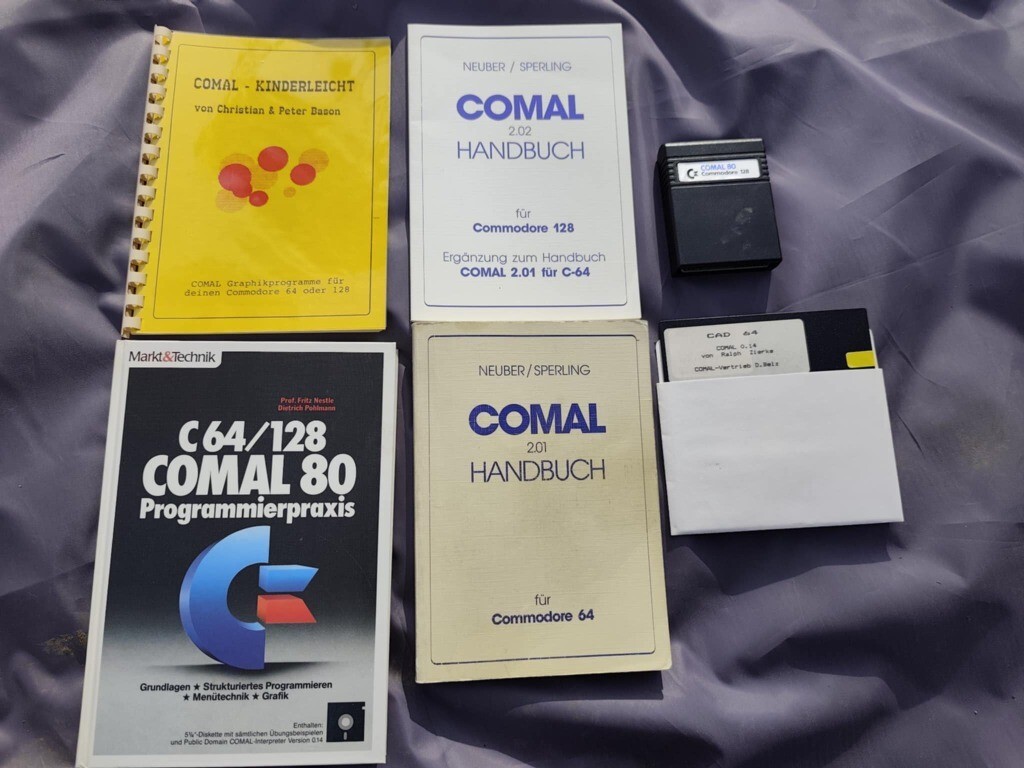 COMAL - KINDERLEICHT
von Christian & Peter Bason
COMAL Graphikprogramme für
deinen Commodore 64 oder 128
NEUBER / SPERLING
COMAL
2.02
HANDBUCH
für
Commodore 128
Ergänzung zum Handbuch
COMAL 2.01 für C-64
COMAL 80
Commodore 128
Markt&Technik
Prof. Fritz Nestle
Dietrich Pohlmann
C 64/128
COMAL 80
Programmierpraxis
Grundlagen ★ Strukturiertes Programmieren
★ Menütechnik ★ Grafik
Enthalten:
5¼"-Diskette mit sämtlichen Übungsbeispielen
und Public Domain COMAL-Interpreter Version 0.14
NEUBER/SPERLING
COMAL
2.01
HANDBUCH
für
Commodore 64
CAD 64
COMAL 0.14
von Ralph Zierke
COMAL-Vertrieb D.Belz